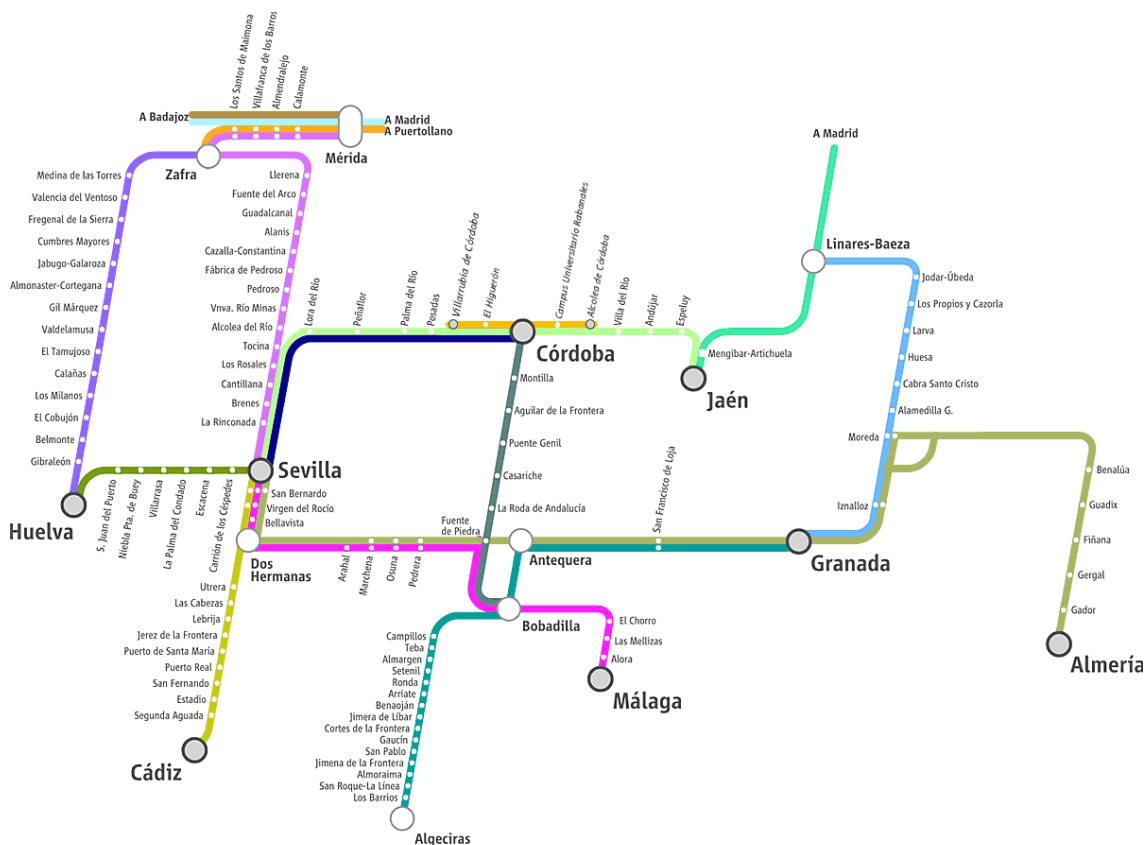 Los Santos de Maimona
Villafranca de los Barros
Almendralejo
Calamonte
A Badajoz
A Madrid
A Puertollano
Mérida
Zafra
A Madrid
Medina de las Torres
Valencia del Ventoso
Fregenal de la Sierra
Cumbres Mayores
Jabugo-Galaroza
Almonaster-Cortegana
Gil Márquez
Valdelamusa
El Tamujoso
Calañas
Los Milanos
El Cobujón
Belmonte
Gibraleón
Huelva
Llerena
Fuente del Arco
Guadalcanal
Alanis
Cazalla-Constantina
Fábrica de Pedroso
Pedroso
Vnva. Río Minas
Alcolea del Río
Tocina
Los Rosales
Cantillana
Brenes
La Rinconada
Sevilla
Lora del Río
Peñaflor
Palma del Río
Posadas
Villarrubia de Córdoba
El Higuerón
Campus Universitario Rabanales
Alcolea de Córdoba
Villa del Río
Andújar
Espeluy
Córdoba
Mengibar-Artichuela
Jaén
Linares-Baeza
Jodar-Úbeda
Los Propios y Cazorla
Larva
Huesa
Cabra Santo Cristo
Alamedilla G.
Moreda
Iznalloz
Granada
Benalúa
Guadix
Fiñana
Gergal
Gador
Almería
Montilla
Aguilar de la Frontera
Puente Genil
Casariche
La Roda de Andalucía
Fuente
de Piedra
San Francisco de Loja
Antequera
Bobadilla
El Chorro
Las Mellizas
Alora
Málaga
S. Juan del Puerto
Niebla Pta. de Buey
Villarrasa
La Palma del Condado
Escacena
Carrión de los Céspedes
San Bernardo
Virgen del Rocío
Bellavista
Dos
Hermanas
Arahal
Marchena
Osuna
Pedrera
Utrera
Las Cabezas
Lebrija
Jerez de la Frontera
Puerto de Santa María
Puerto Real
San Fernando
Estadio
Segunda Aguada
Cádiz
Campillos
Teba
Almargen
Setenil
Ronda
Arriate
Benaoján
Jimera de Líbar
Cortes de la Frontera
Gaucín
San Pablo
Jimena de la Frontera
Almoraima
San Roque-La Línea
Los Barrios
Algeciras